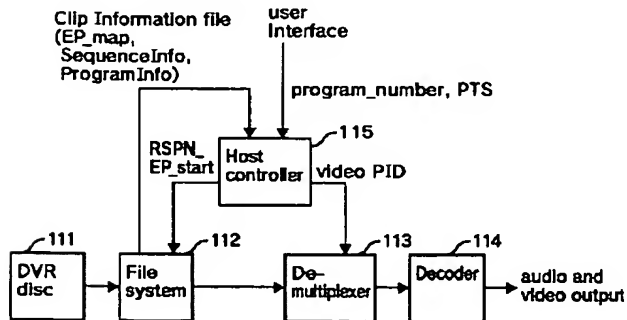 Clip Information file
(EP_map,
SequenceInfo,
ProgramInfo)
user
Interface
program_number, PTS
115
RSPN_
EP_start
Host
controller
video PID
111
DVR
disc
112
File
system
113
De-
multiplexer
114
Decoder
audio and
video output